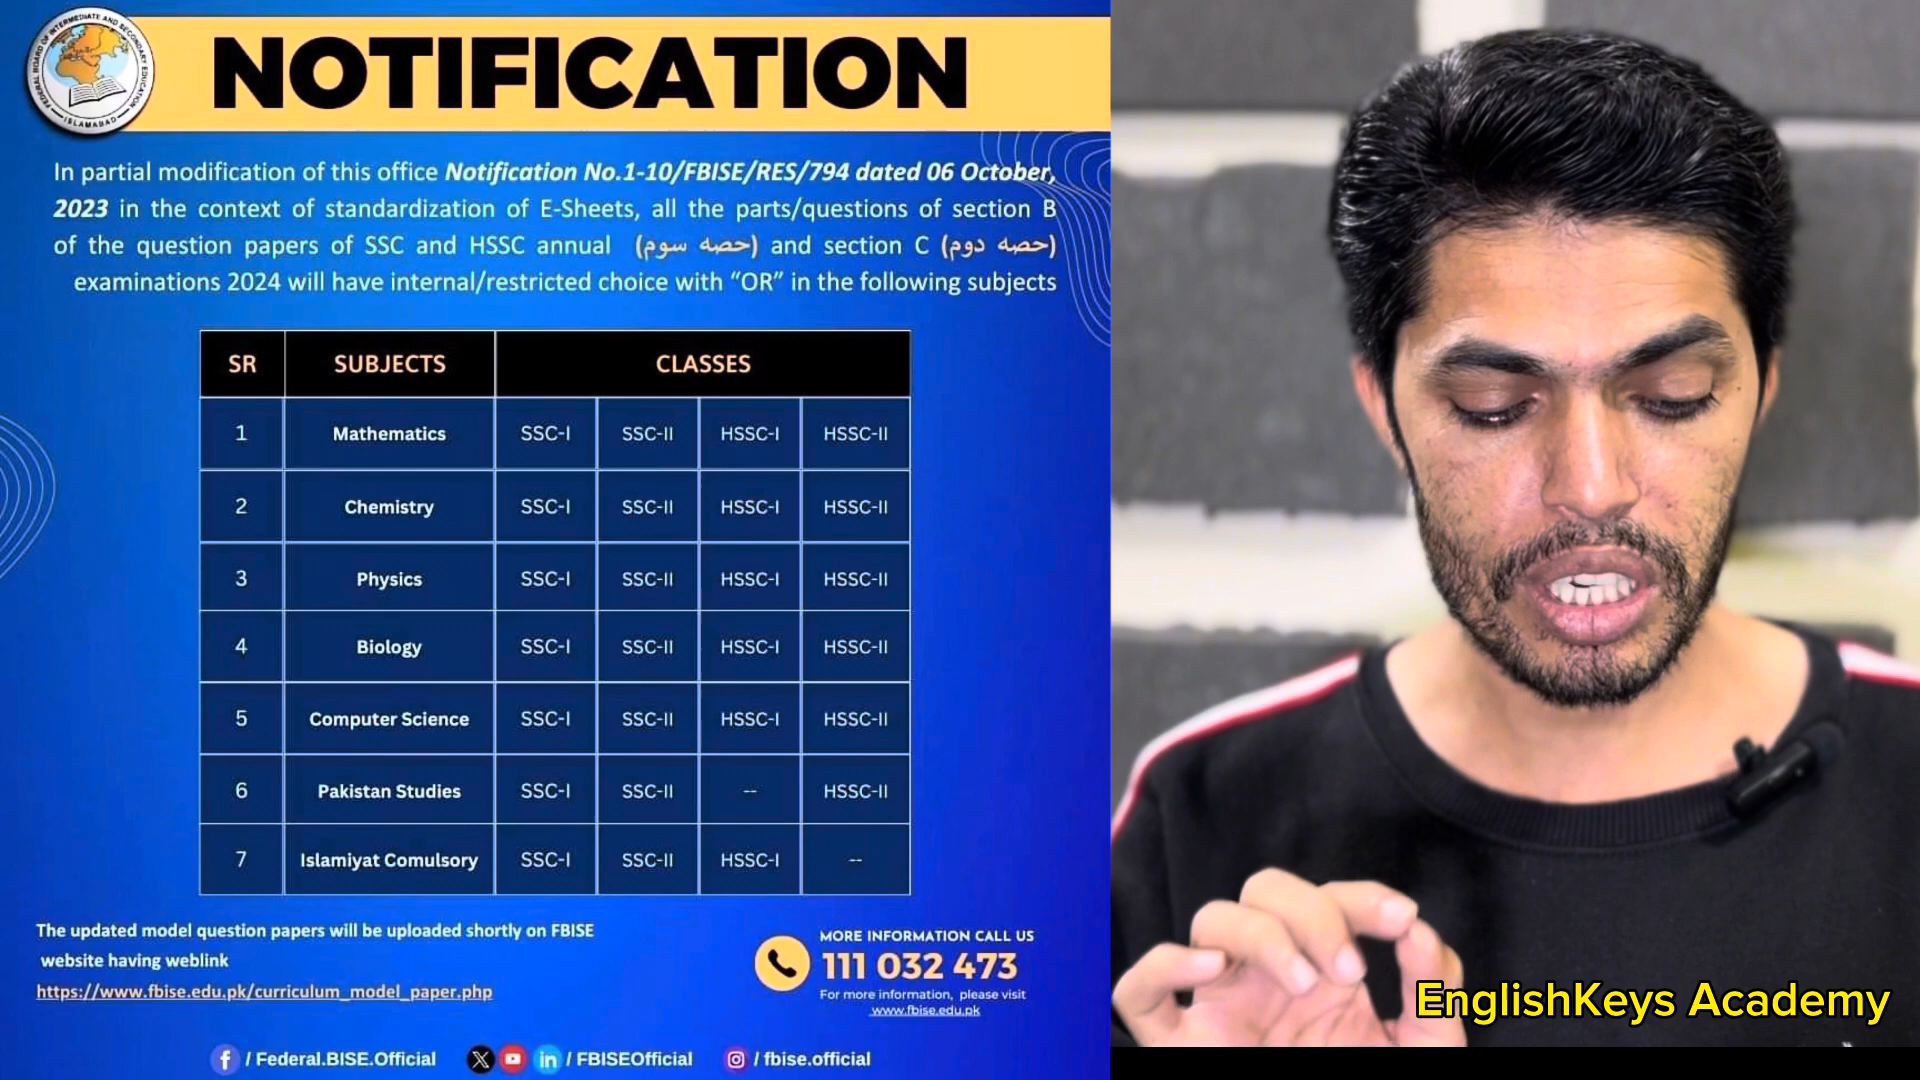 FEDERAL BOARD OF INTERMEDIATE AND SECONDARY EDUCATION
ISLAMABAD
NOTIFICATION
In partial modification of this office Notification No.1-10/FBISE/RES/794 dated 06 October,
2023 in the context of standardization of E-Sheets, all the parts/questions of section B
of the question papers of SSC and HSSC annual (حصہ سوم) and section C (حصہ دوم)
examinations 2024 will have internal/restricted choice with “OR” in the following subjects
SR SUBJECTS CLASSES
1 Mathematics SSC-I SSC-II HSSC-I HSSC-II
2 Chemistry SSC-I SSC-II HSSC-I HSSC-II
3 Physics SSC-I SSC-II HSSC-I HSSC-II
4 Biology SSC-I SSC-II HSSC-I HSSC-II
5 Computer Science SSC-I SSC-II HSSC-I HSSC-II
6 Pakistan Studies SSC-I SSC-II -- HSSC-II
7 Islamiyat Comulsory SSC-I SSC-II HSSC-I --
The updated model question papers will be uploaded shortly on FBISE
website having weblink
https://www.fbise.edu.pk/curriculum_model_paper.php
MORE INFORMATION CALL US
111 032 473
For more information, please visit
www.fbise.edu.pk
/ Federal.BISE.Official / FBISEOfficial / fbise.official
EnglishKeys Academy